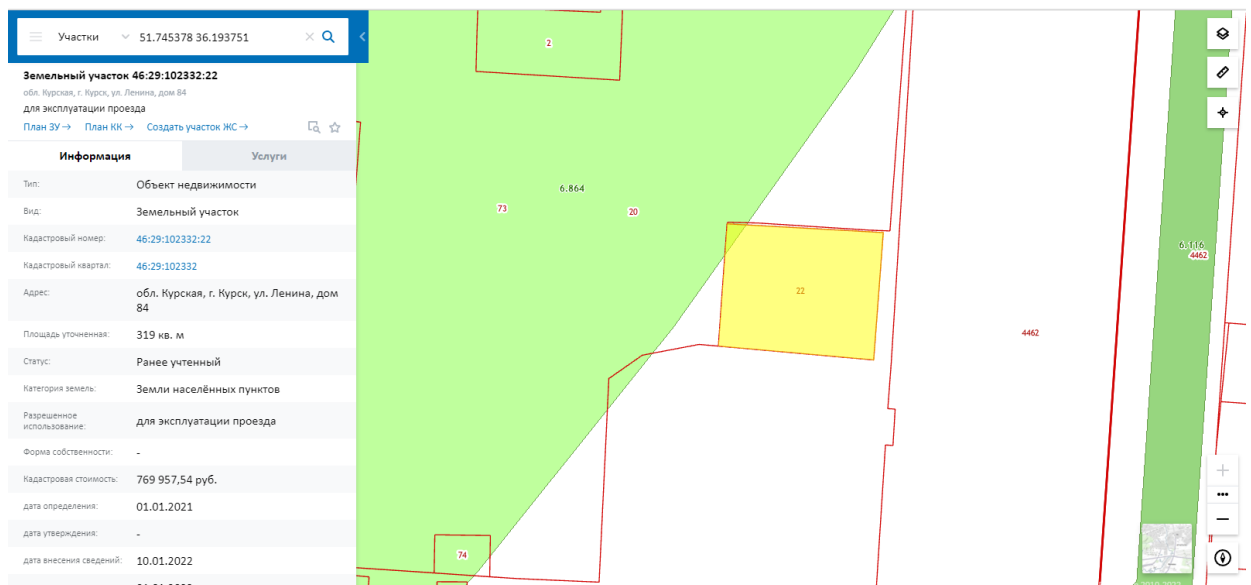 Участки 51.745378 36.193751
Земельный участок 46:29:102332:22
обл. Курская, г. Курск, ул. Ленина, дом 84
для эксплуатации проезда
План ЗУ → План КК → Создать участок ЖС →
Информация Услуги
Тип: Объект недвижимости
Вид: Земельный участок
Кадастровый номер: 46:29:102332:22
Кадастровый квартал: 46:29:102332
Адрес: обл. Курская, г. Курск, ул. Ленина, дом
84
Площадь уточненная: 319 кв. м
Статус: Ранее учтенный
Категория земель: Земли населённых пунктов
Разрешенное
использование: для эксплуатации проезда
Форма собственности: -
Кадастровая стоимость: 769 957,54 руб.
дата определения: 01.01.2021
дата утверждения: -
дата внесения сведений: 10.01.2022
2
6.864
73
20
22
4462
6.116
4462
74